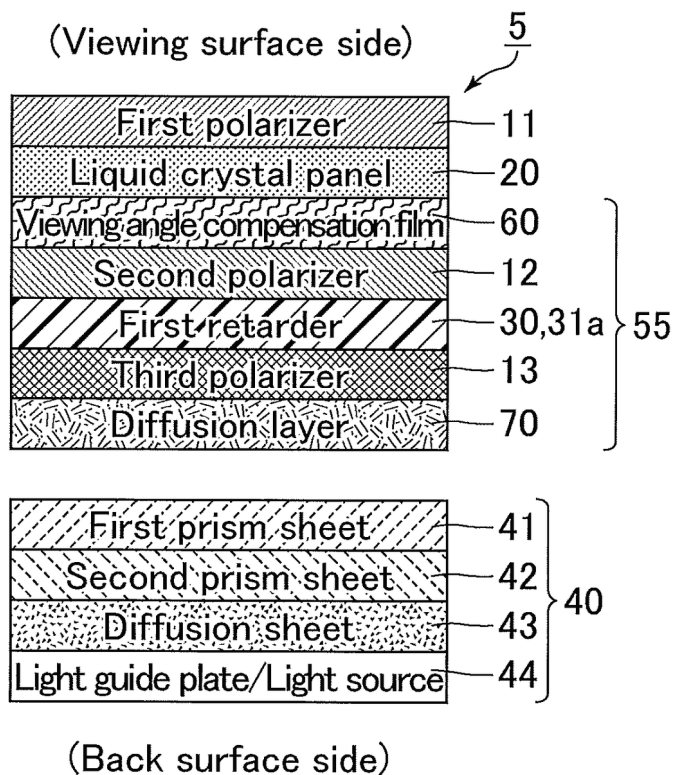 (Viewing surface side)
5
First polarizer 11
Liquid crystal panel 20
Viewing angle compensation film 60
Second polarizer 12
First retarder 30,31a
55
Third polarizer 13
Diffusion layer 70
First prism sheet 41
Second prism sheet 42
40
Diffusion sheet 43
Light guide plate/Light source 44
(Back surface side)